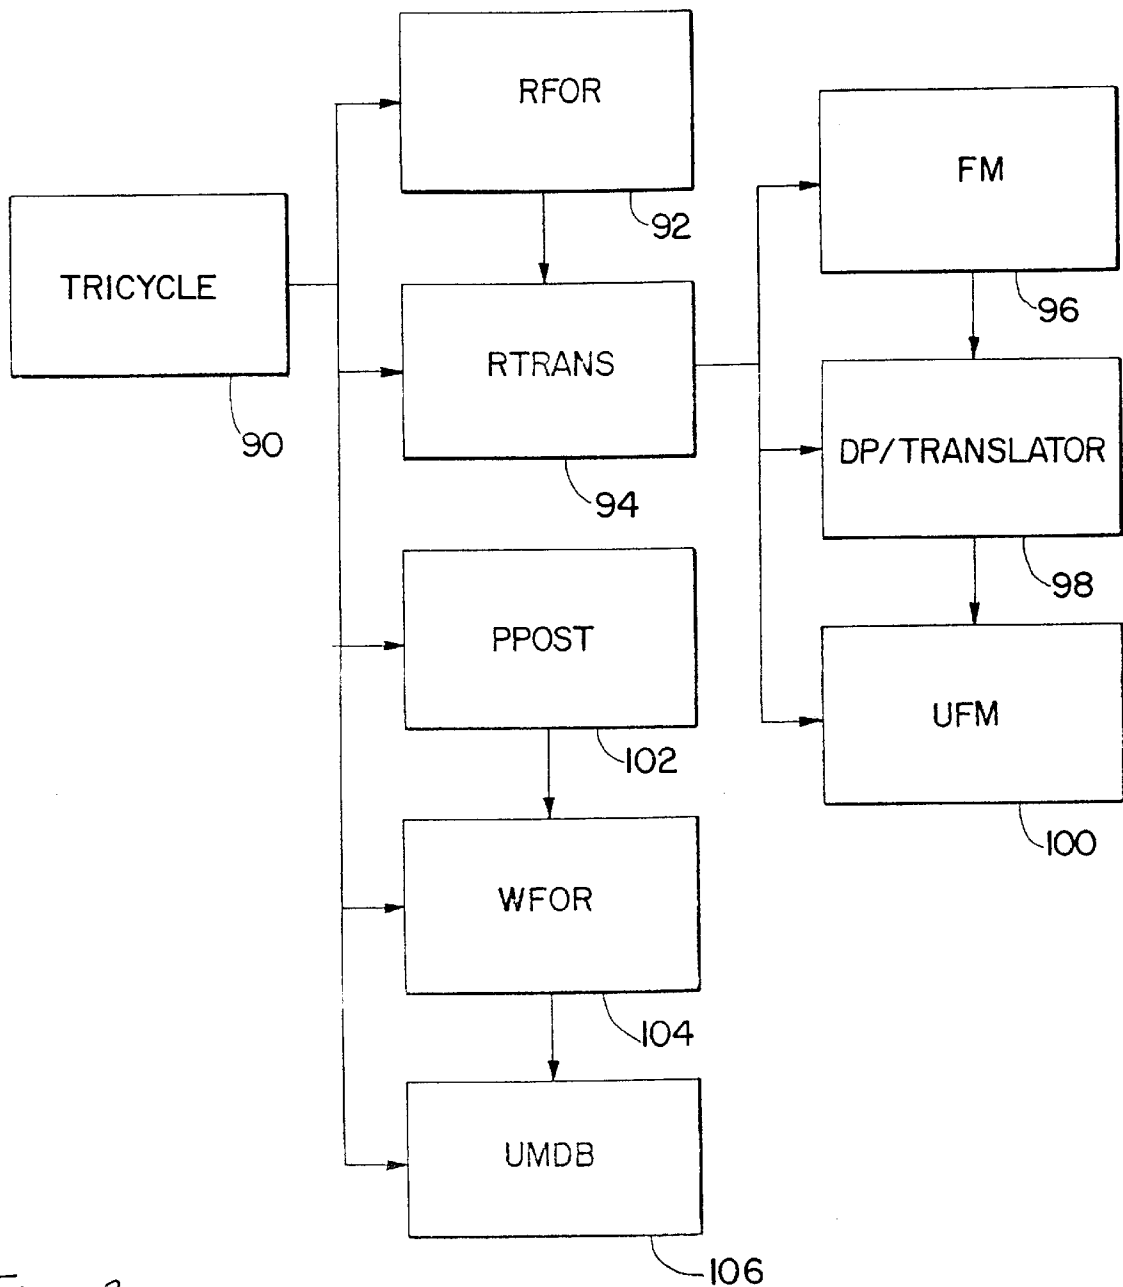 RFOR
92
FM
96
TRICYCLE
90
RTRANS
94
DP/TRANSLATOR
98
PPOST
102
UFM
100
WFOR
104
UMDB
106